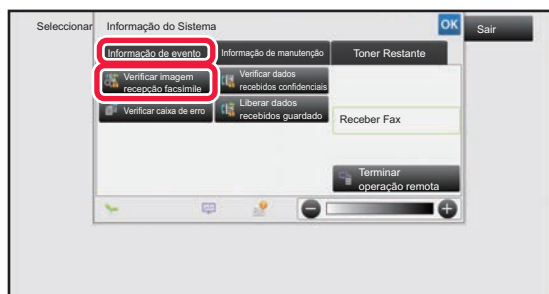 Seleccionar
Informação do Sistema
OK
Sair
Informação de evento
Informação de manutenção
Toner Restante
Verificar imagem
recepção facsimile
Verificar dados
recebidos confidenciais
Verificar caixa de erro
Liberar dados
recebidos guardado
Receber Fax
Terminar
operação remota